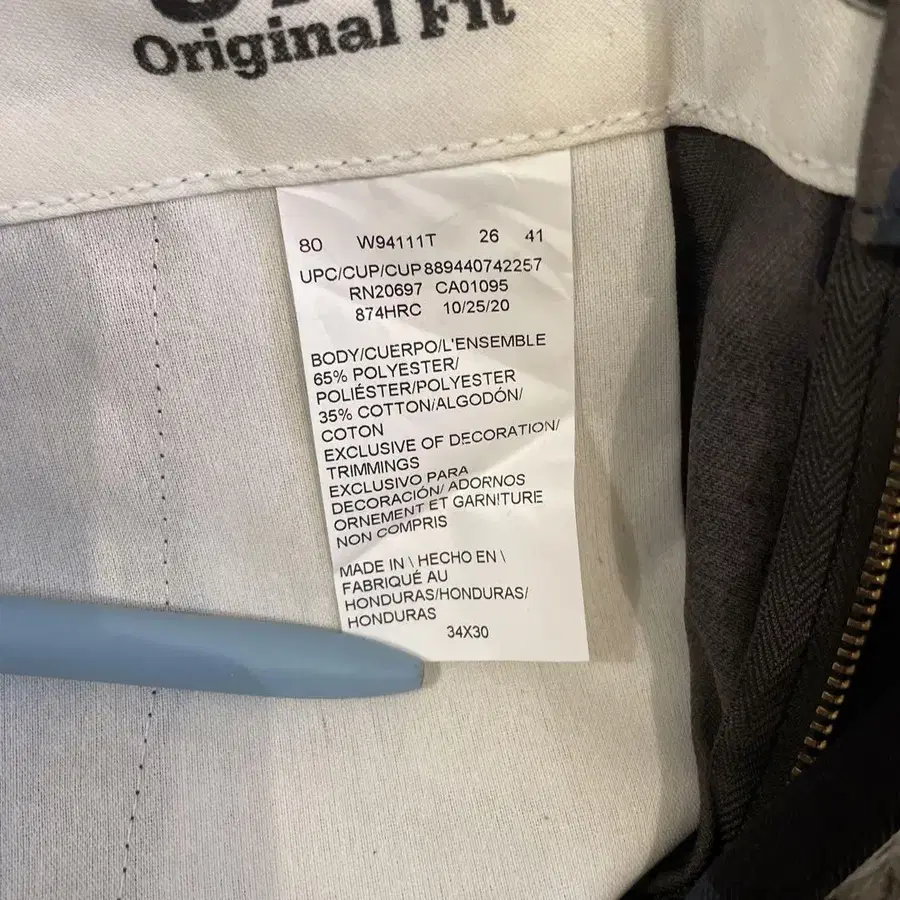 Original Fit
80 W94111T 26 41
UPC/CUP/CUP 889440742257
RN20697 CA01095
874HRC 10/25/20
BODY/CUERPO/L'ENSEMBLE
65% POLYESTER/
POLIÉSTER/POLYESTER
35% COTTON/ALGODÓN/
COTON
EXCLUSIVE OF DECORATION/
TRIMMINGS
EXCLUSIVO PARA
DECORACIÓN/ ADORNOS
ORNEMENT ET GARNITURE
NON COMPRIS
MADE IN \ HECHO EN \
FABRIQUÉ AU
HONDURAS/HONDURAS/
HONDURAS
34X30